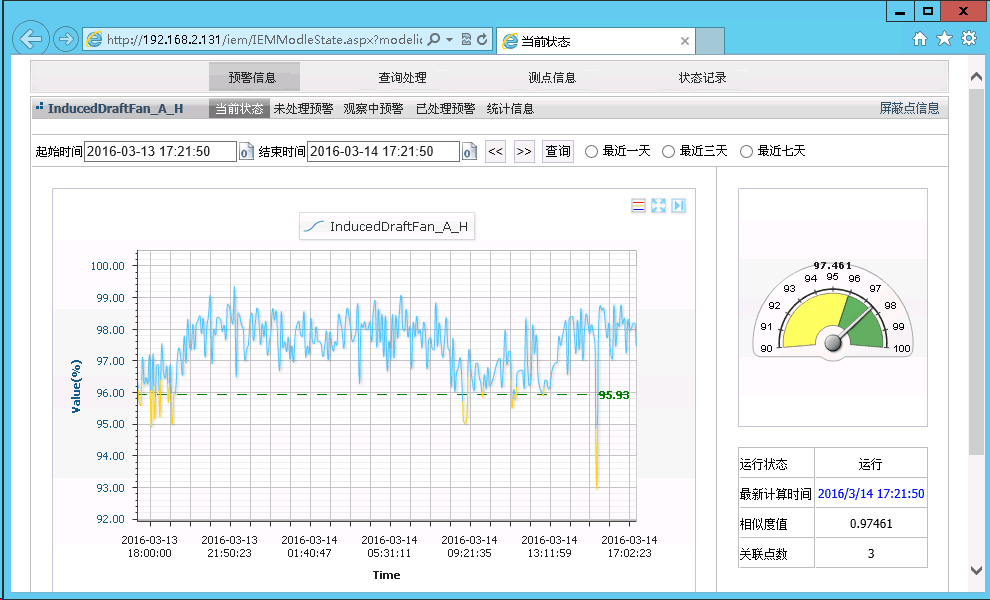 http://192.168.2.131/iem/IEMModleState.aspx?modelic
当前状态
预警信息 查询处理 测点信息 状态记录
InducedDraftFan_A_H 当前状态 未处理预警 观察中预警 已处理预警 统计信息 屏蔽点信息
起始时间 2016-03-13 17:21:50 结束时间 2016-03-14 17:21:50 << >> 查询 最近一天 最近三天 最近七天
InducedDraftFan_A_H
Value(%)
100.00
99.00
98.00
97.00
96.00
95.00
94.00
93.00
92.00
95.93
2016-03-13 2016-03-13 2016-03-14 2016-03-14 2016-03-14 2016-03-14 2016-03-14
18:00:00 21:50:23 01:40:47 05:31:11 09:21:35 13:11:59 17:02:23
Time
97.461
90 91 92 93 94 95 96 97 98 99 100
运行状态 运行
最新计算时间 2016/3/14 17:21:50
相似度值 0.97461
关联点数 3